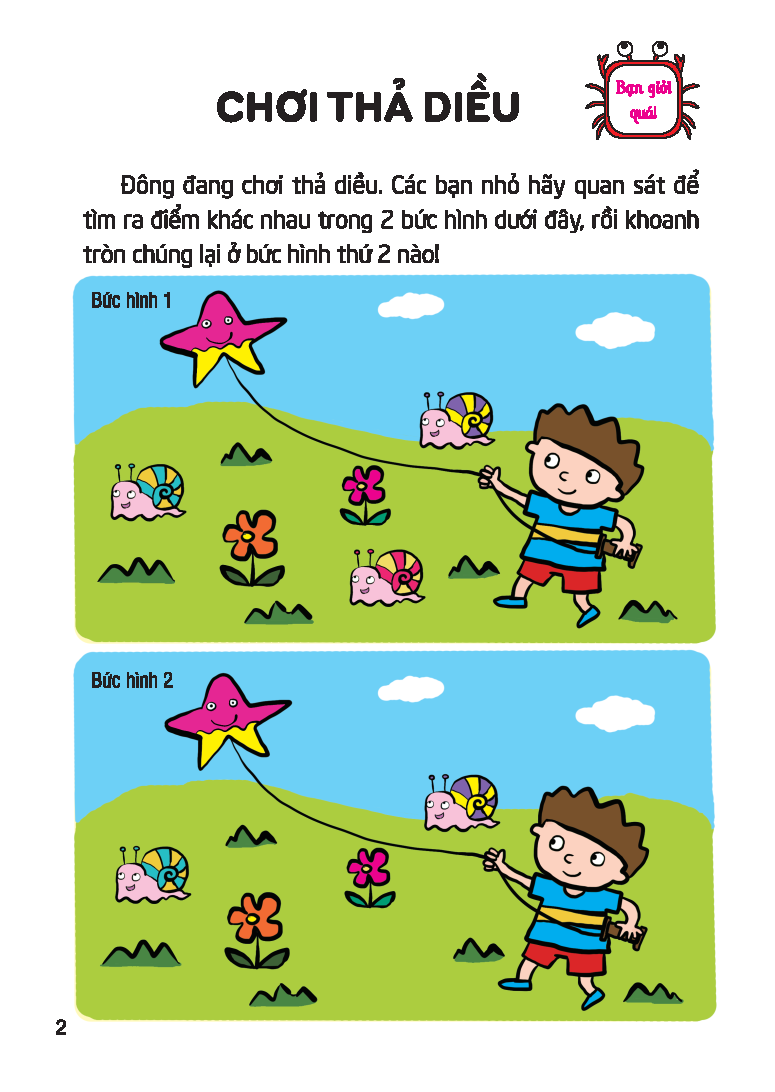 Bạn giỏi
quá!
CHƠI THẢ DIỀU
Đông đang chơi thả diều. Các bạn nhỏ hãy quan sát để
tìm ra điểm khác nhau trong 2 bức hình dưới đây, rồi khoanh
tròn chúng lại ở bức hình thứ 2 nào!
Bức hình 1
Bức hình 2
2